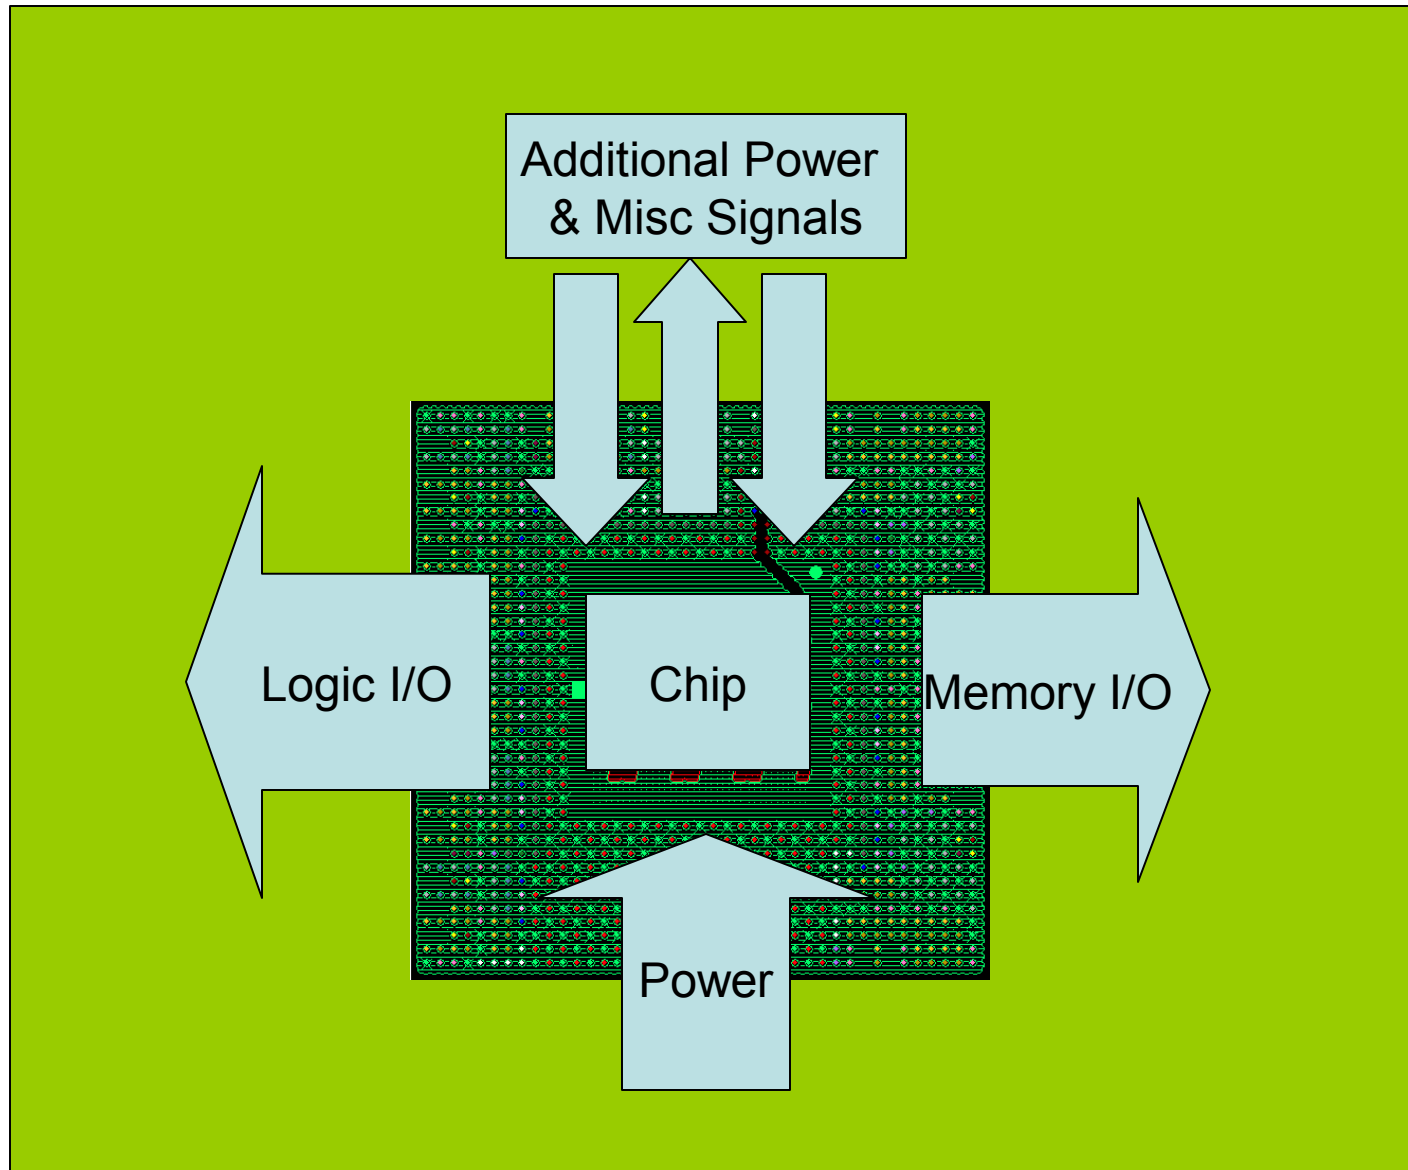 Additional Power
& Misc Signals
Logic I/O
Chip
Memory I/O
Power